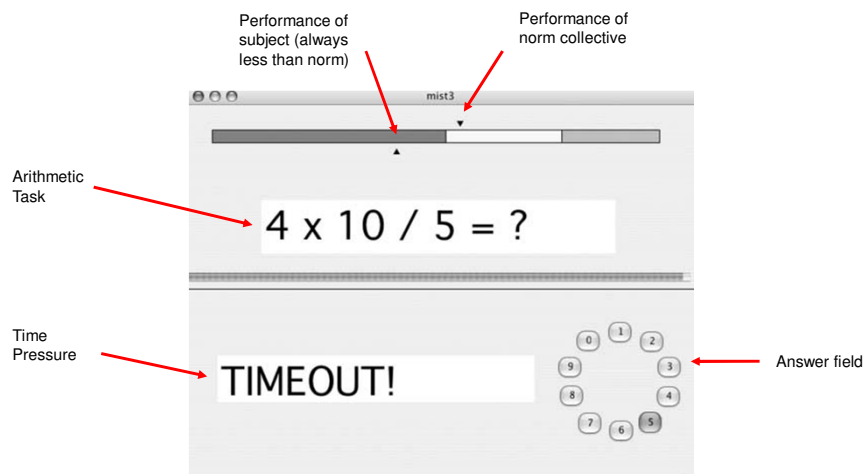 Performance of
subject (always
less than norm)
Performance of
norm collective
mist3
Arithmetic
Task
4 x 10 / 5 = ?
Time
Pressure
TIMEOUT!
0
1
2
3
4
5
6
7
8
9
Answer field